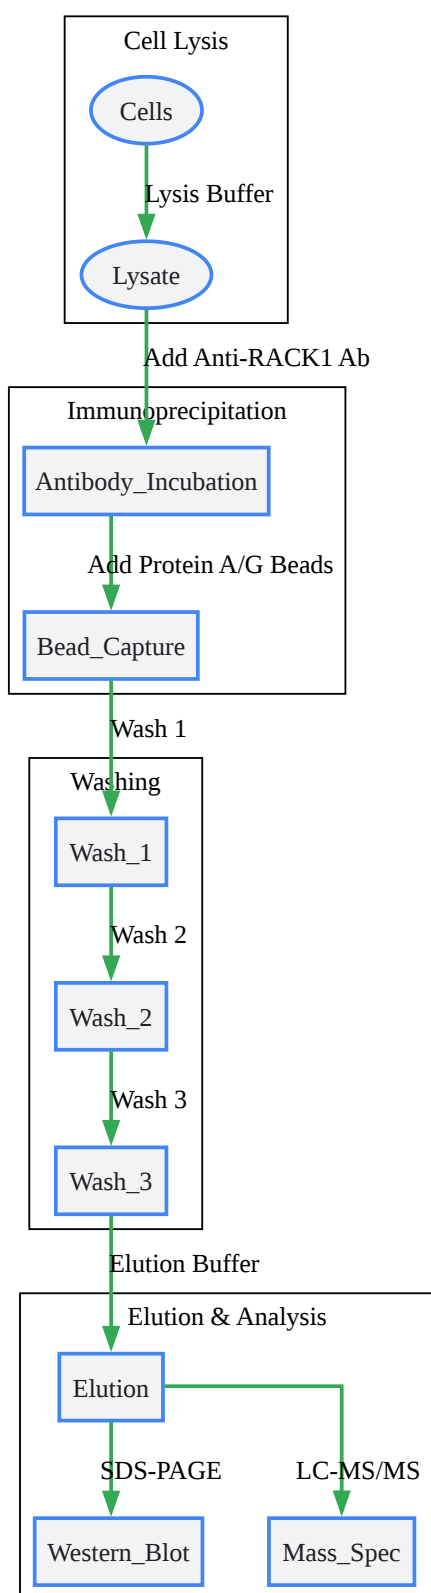 Cell Lysis
Cells
Lysis Buffer
Lysate
Add Anti-RACK1 Ab
Immunoprecipitation
Antibody_Incubation
Add Protein A/G Beads
Bead_Capture
Wash 1
Washing
Wash_1
Wash 2
Wash_2
Wash 3
Wash_3
Elution Buffer
Elution & Analysis
Elution
SDS-PAGE
LC-MS/MS
Western_Blot
Mass_Spec